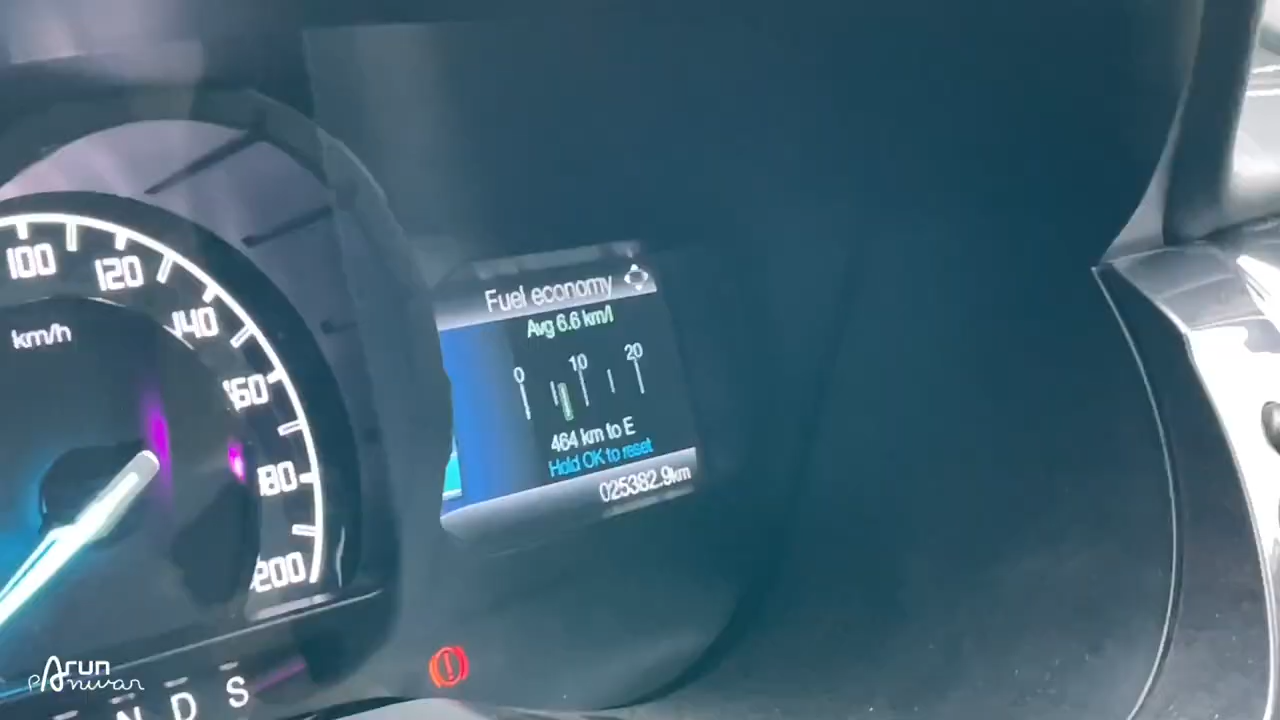 100
120
140
160
180
200
km/h
Fuel economy
Avg 6.6 km/l
0 10 20
464 km to E
Hold OK to reset
025382.9km
N D S
Arun
Panwar